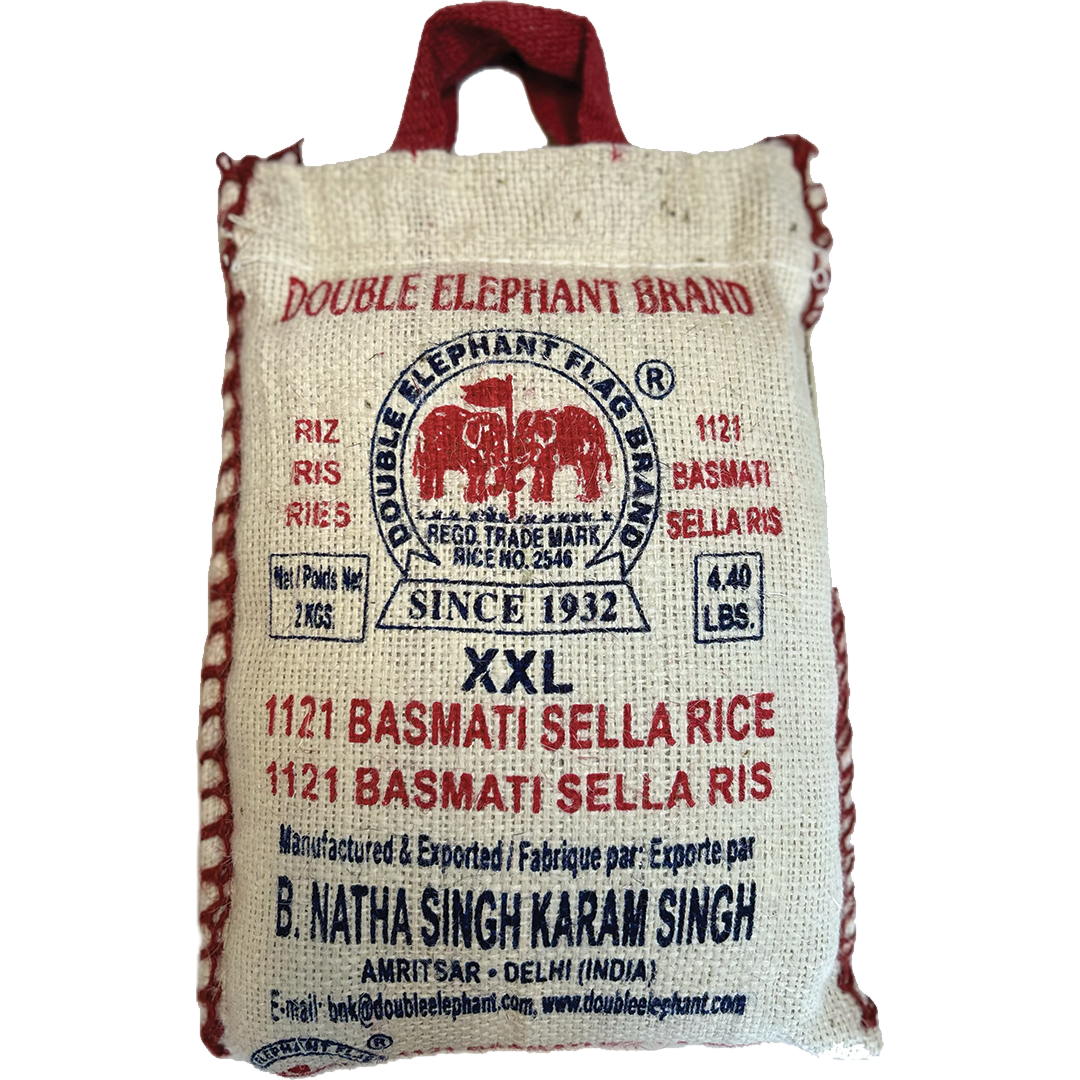 DOUBLE ELEPHANT BRAND
DOUBLE ELEPHANT FLAG BRAND ®
RIZ
RIS
RIES
1121
BASMATI
SELLA RIS
REGD. TRADE MARK
RICE NO. 2546
SINCE 1932
Net / Poids Net
2 KGS.
4.40
LBS.
XXL
1121 BASMATI SELLA RICE
1121 BASMATI SELLA RIS
Manufactured & Exported / Fabrique par: Exporte par
B. NATHA SINGH KARAM SINGH
AMRITSAR • DELHI (INDIA)
E-mail: bnk@doubleelephant.com, www.doubleelephant.com
ELEPHANT FLAG ®